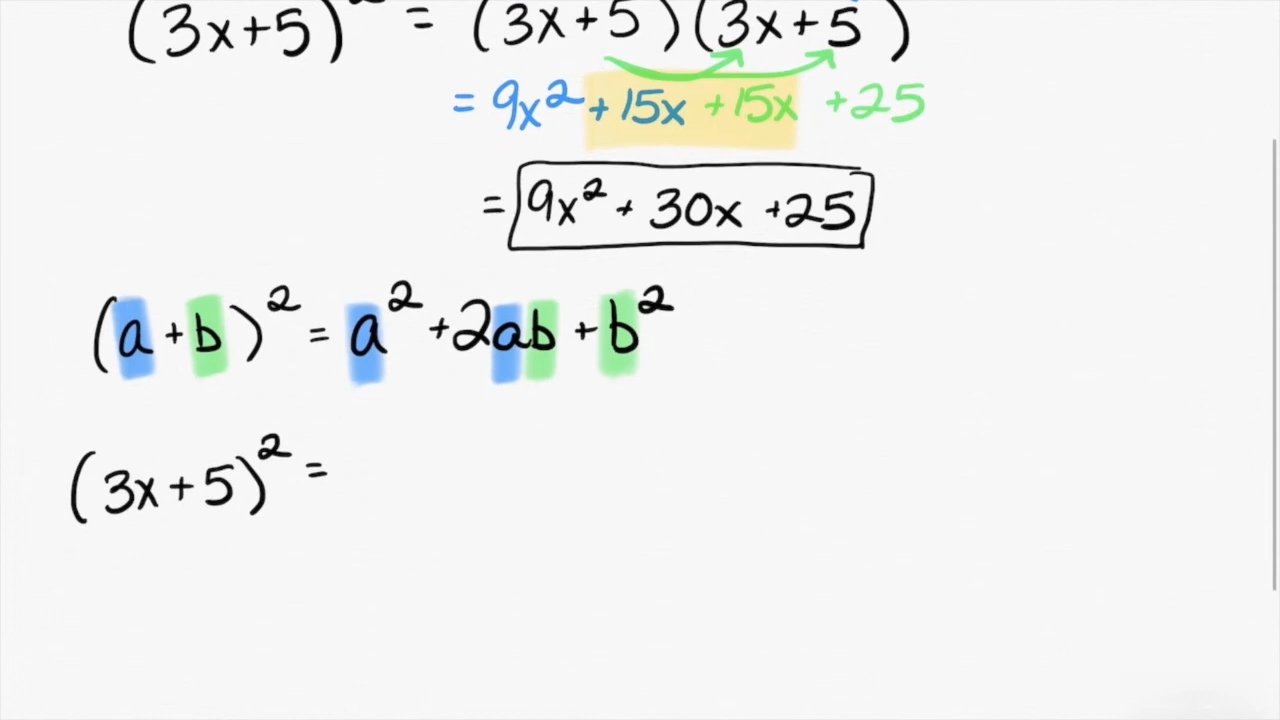 (3x+5)² = (3x+5)(3x+5)
= 9x² +15x +15x +25
= 9x² + 30x +25
(a+b)² = a² +2ab +b²
(3x+5)² =